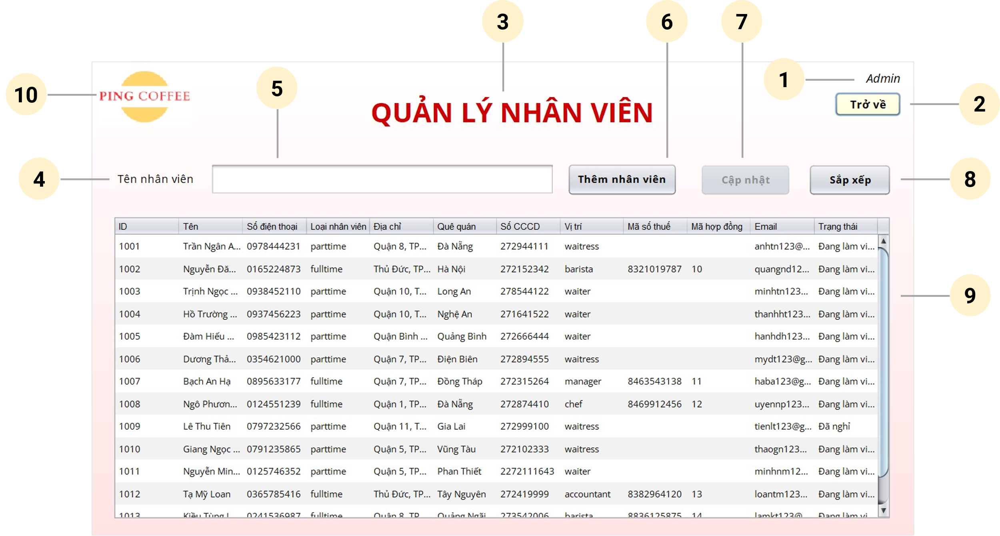 3
6
7
1
Admin
10
PING COFFEE
5
QUẢN LÝ NHÂN VIÊN
Trở về
2
4
Tên nhân viên
Thêm nhân viên
Cập nhật
Sắp xếp
8
ID Tên Số điện thoại Loại nhân viên Địa chỉ Quê quán Số CCCD Vị trí Mã số thuế Mã hợp đồng Email Trạng thái
1001 Trần Ngân A... 0978444231 parttime Quận 8, TP... Đà Nẵng 272944111 waitress anhtn123@... Đang làm vi...
1002 Nguyễn Đă... 0165224873 fulltime Thủ Đức, TP... Hà Nội 272152342 barista 8321019787 10 quangnd12... Đang làm vi...
1003 Trịnh Ngọc ... 0938452110 parttime Quận 10, T... Long An 278544122 waiter minhtn123... Đang làm vi...
9
1004 Hồ Trường ... 0937456223 parttime Quận 10, T... Nghệ An 271641522 waiter thanhht123... Đang làm vi...
1005 Đàm Hiếu ... 0985423112 parttime Quận Bình ... Quảng Bình 272666444 waiter hanhdh123... Đang làm vi...
1006 Dương Thả... 0354621000 parttime Quận 7, TP... Điện Biên 272894555 waitress mydt123@g... Đang làm vi...
1007 Bạch An Hạ 0895633177 fulltime Quận 7, TP... Đồng Tháp 272315264 manager 8463543138 11 haba123@g... Đang làm vi...
1008 Ngô Phươn... 0124551239 fulltime Quận 1, TP... Đà Nẵng 272874410 chef 8469912456 12 uyennp123... Đang làm vi...
1009 Lê Thu Tiên 0797232566 parttime Quận 11, T... Gia Lai 272999100 waitress tienlt123@g... Đã nghỉ
1010 Giang Ngọc ... 0791235865 parttime Quận 5, TP... Vũng Tàu 272102333 waitress thaogn123... Đang làm vi...
1011 Nguyễn Min... 0125746352 parttime Quận 5, TP... Phan Thiết 2272111643 waiter minhnm12... Đang làm vi...
1012 Tạ Mỹ Loan 0365785416 fulltime Thủ Đức, TP... Tây Nguyên 272419999 accountant 8382964120 13 loantm123... Đang làm vi...
1013 Kiều Tùng 0241536987 fulltime Quận 8, TP Quảng Ngãi 273542006 barista 8836125875 14 lamkt123@ Đang làm vi